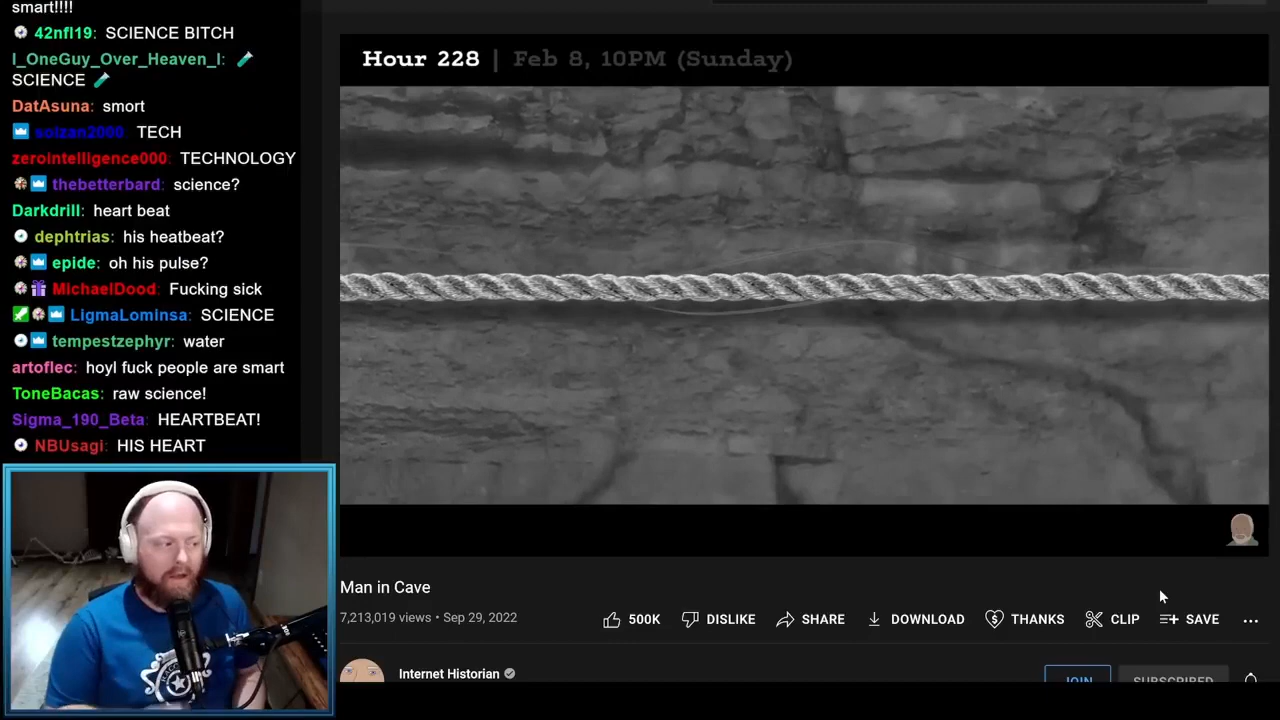 smart!!!!
42nfl19: SCIENCE BITCH
I_OneGuy_Over_Heaven_I: 
SCIENCE
DatAsuna: smort
solzan2000: TECH
zerointelligence000: TECHNOLOGY
thebetterbard: science?
Darkdrill: heart beat
dephtrias: his heatbeat?
epide: oh his pulse?
MichaelDood: Fucking sick
LigmaLominsa: SCIENCE
tempestzephyr: water
artoflec: hoyl fuck people are smart
ToneBacas: raw science!
Sigma_190_Beta: HEARTBEAT!
NBUsagi: HIS HEART
Hour 228 | Feb 8, 10PM (Sunday)
Man in Cave
7,213,019 views • Sep 29, 2022
500K DISLIKE SHARE DOWNLOAD THANKS CLIP SAVE ...
Internet Historian
JOIN SUBSCRIBED